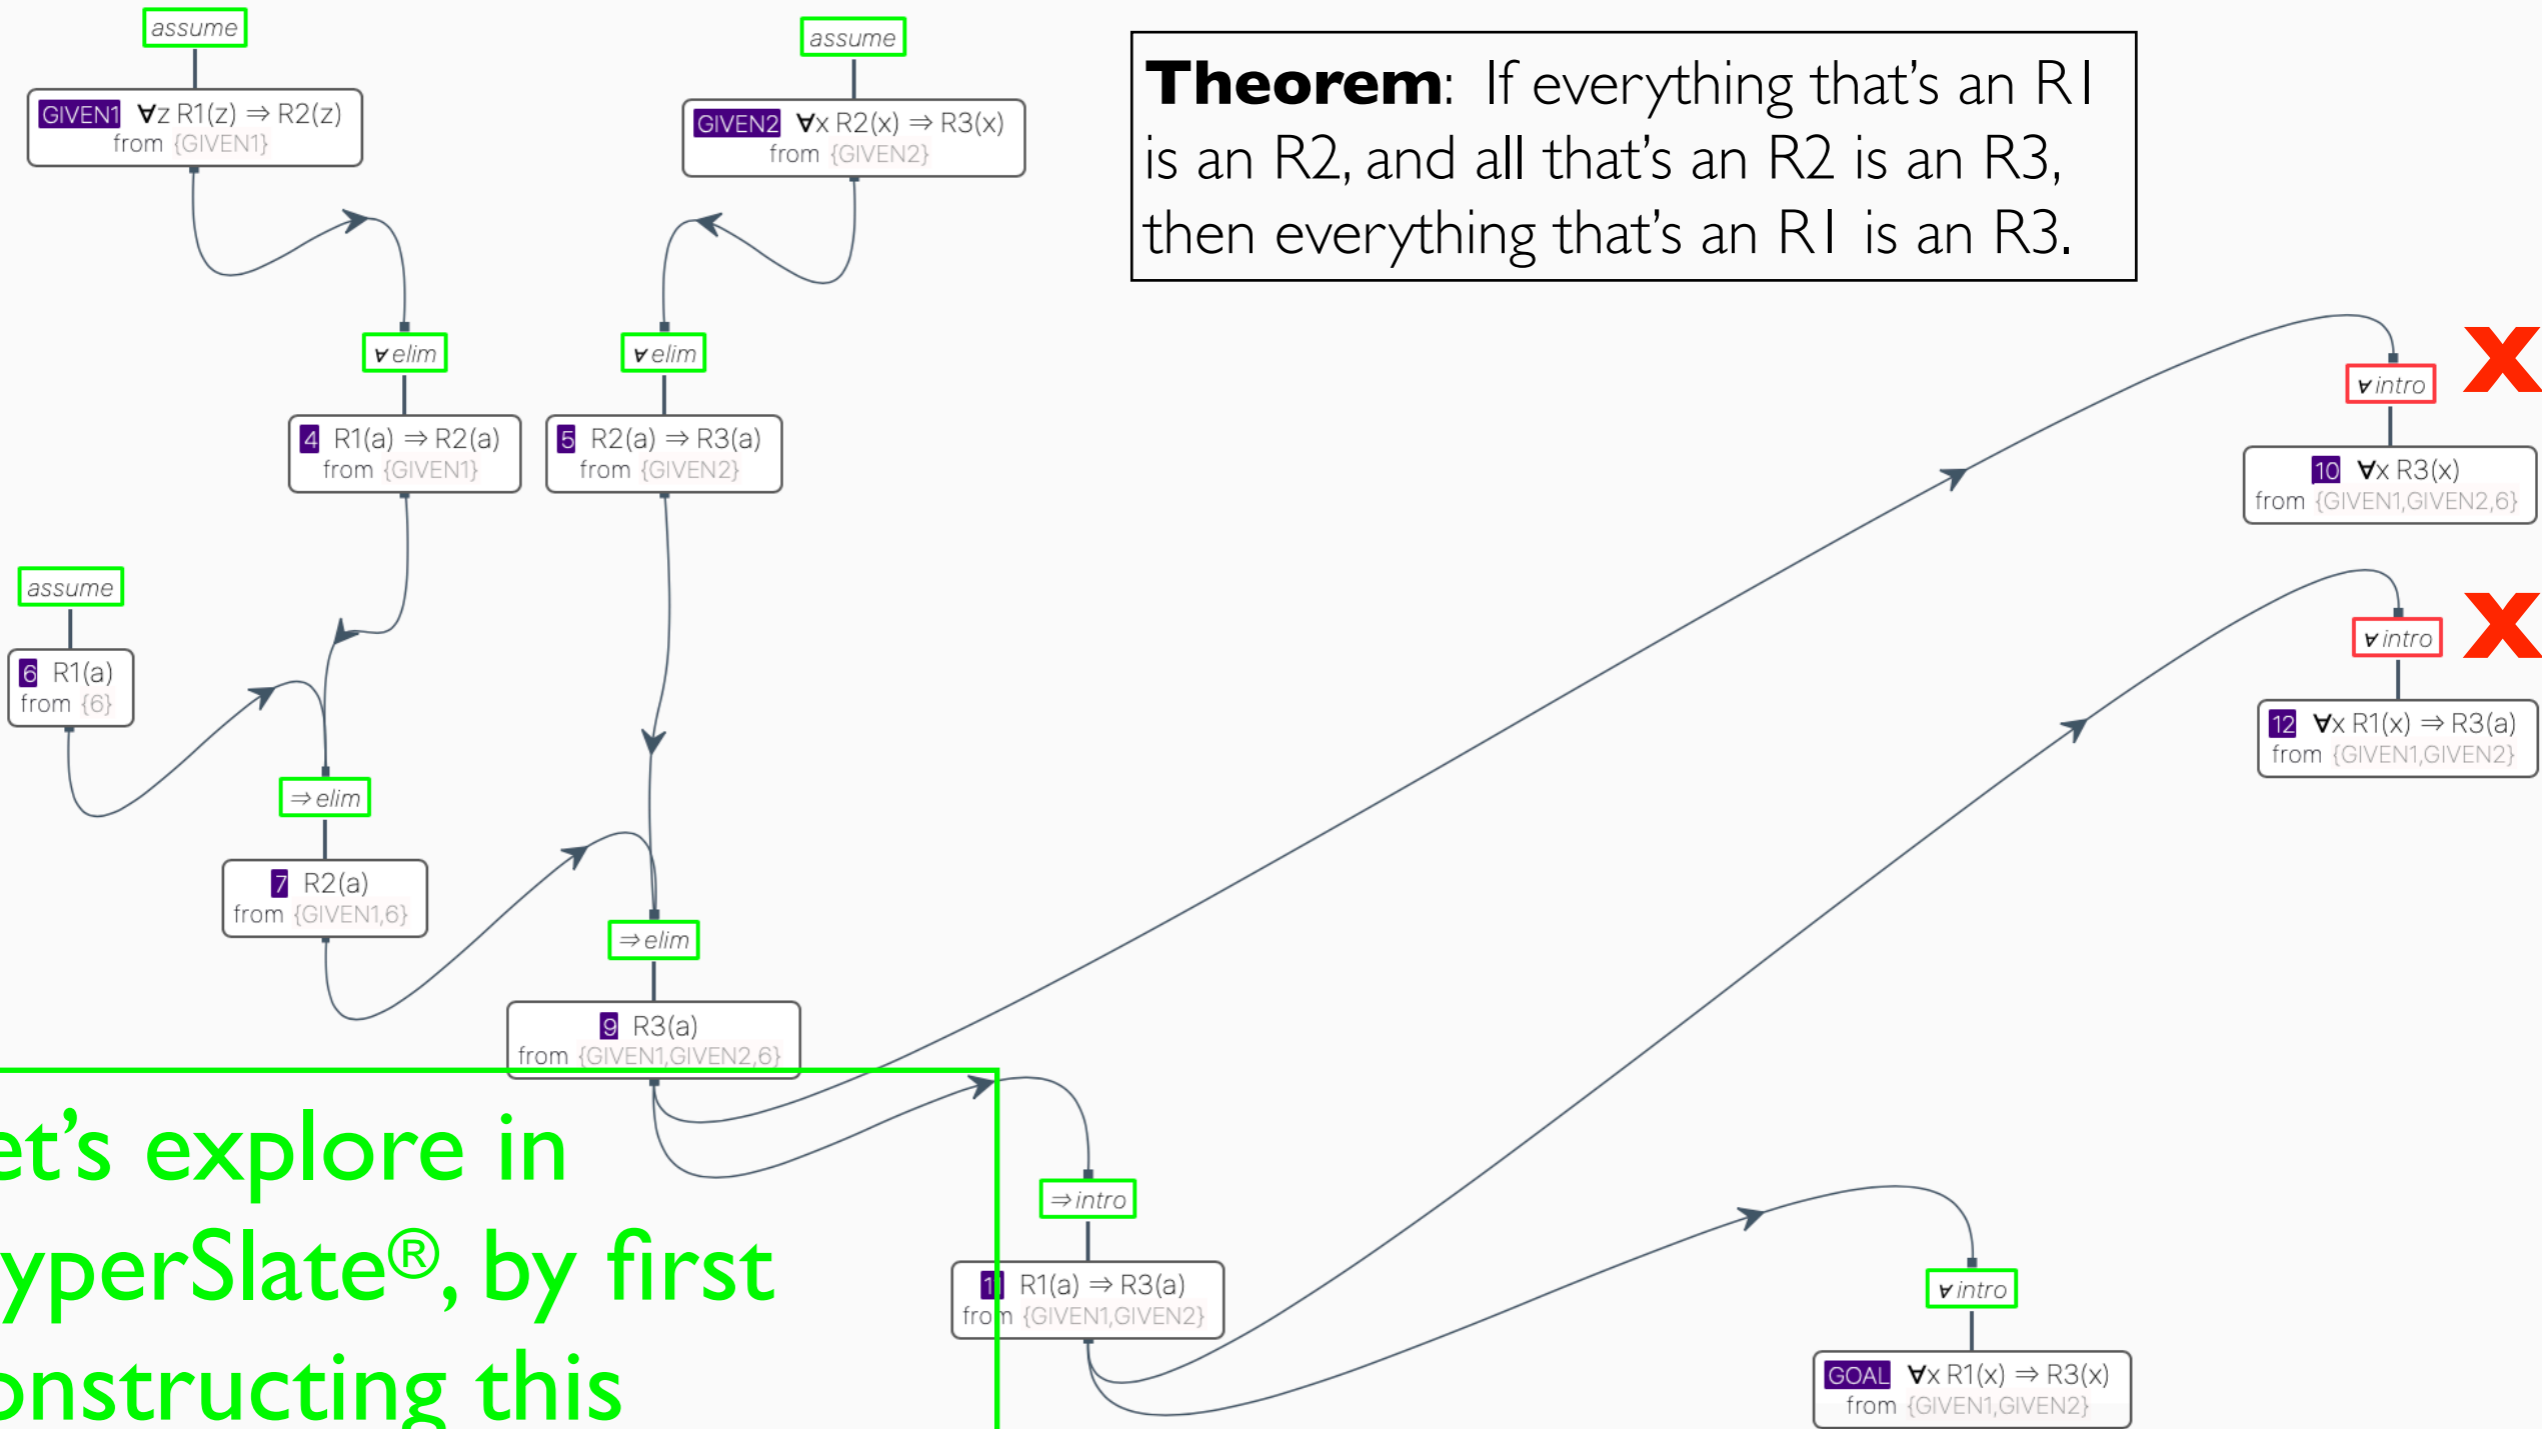 assume
GIVEN1 ∀z R1(z) ⇒ R2(z)
from {GIVEN1}
assume
GIVEN2 ∀x R2(x) ⇒ R3(x)
from {GIVEN2}
Theorem: If everything that's an R1
is an R2, and all that's an R2 is an R3,
then everything that's an R1 is an R3.
∀ elim
4 R1(a) ⇒ R2(a)
from {GIVEN1}
∀ elim
5 R2(a) ⇒ R3(a)
from {GIVEN2}
∀ intro
X
10 ∀x R3(x)
from {GIVEN1,GIVEN2,6}
assume
6 R1(a)
from {6}
∀ intro
X
12 ∀x R1(x) ⇒ R3(a)
from {GIVEN1,GIVEN2}
⇒ elim
7 R2(a)
from {GIVEN1,6}
⇒ elim
9 R3(a)
from {GIVEN1,GIVEN2,6}
et's explore in
yperSlate®, by first
onstructing this
⇒ intro
11 R1(a) ⇒ R3(a)
from {GIVEN1,GIVEN2}
∀ intro
GOAL ∀x R1(x) ⇒ R3(x)
from {GIVEN1,GIVEN2}